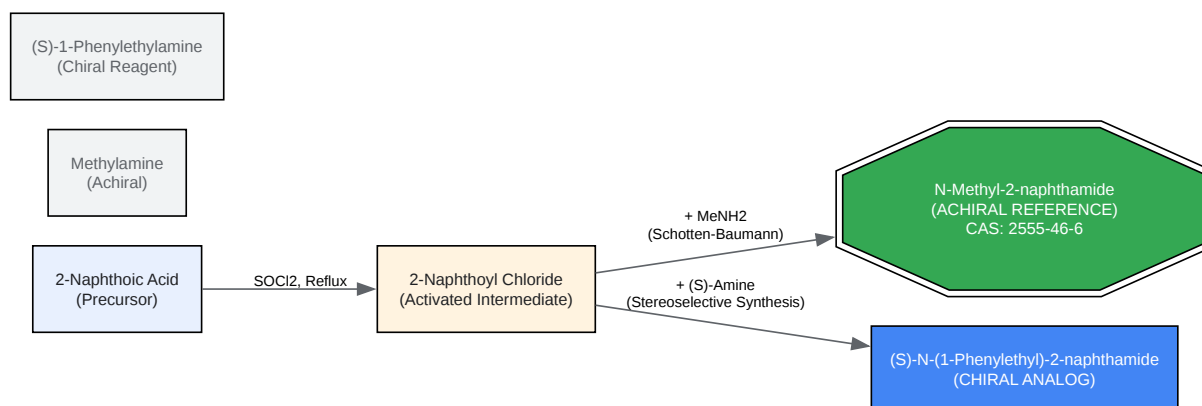 (S)-1-Phenylethylamine
(Chiral Reagent)
Methylamine
(Achiral)
2-Naphthoic Acid
(Precursor)
SOCl2, Reflux
2-Naphthoyl Chloride
(Activated Intermediate)
+ MeNH2
(Schotten-Baumann)
+ (S)-Amine
(Stereoselective Synthesis)
N-Methyl-2-naphthamide
(ACHIRAL REFERENCE)
CAS: 2555-46-6
(S)-N-(1-Phenylethyl)-2-naphthamide
(CHIRAL ANALOG)